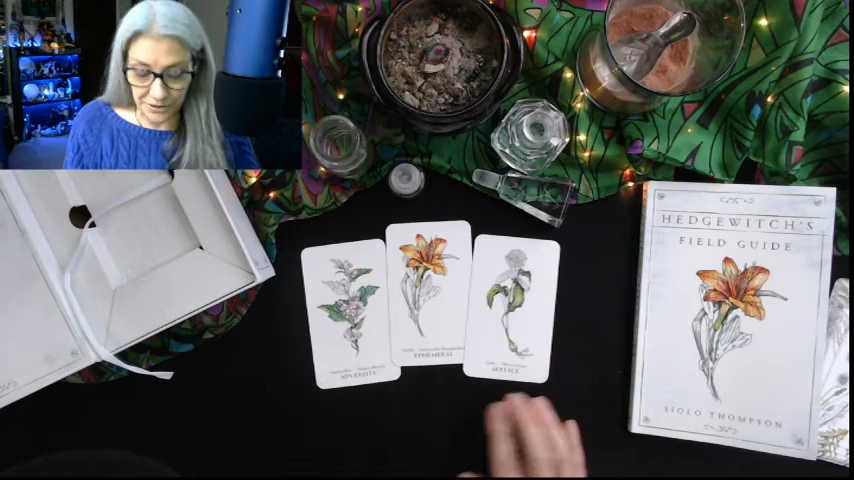 ADVERSITY
EPHEMERAL
SERVICE
HEDGEWITCH'S
FIELD GUIDE
SIOLO THOMPSON